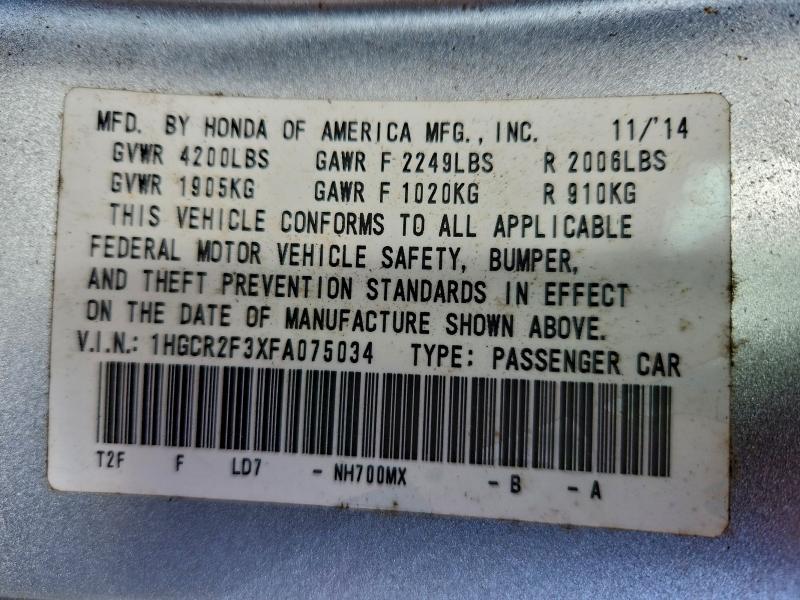 MFD. BY HONDA OF AMERICA MFG., INC. 11/'14
GVWR 4200LBS GAWR F 2249LBS R 2006LBS
GVWR 1905KG GAWR F 1020KG R 910KG
THIS VEHICLE CONFORMS TO ALL APPLICABLE
FEDERAL MOTOR VEHICLE SAFETY, BUMPER,
AND THEFT PREVENTION STANDARDS IN EFFECT
ON THE DATE OF MANUFACTURE SHOWN ABOVE.
V.I.N.: 1HGCR2F3XFA075034 TYPE: PASSENGER CAR
T2F F LD7 - NH700MX - B - A